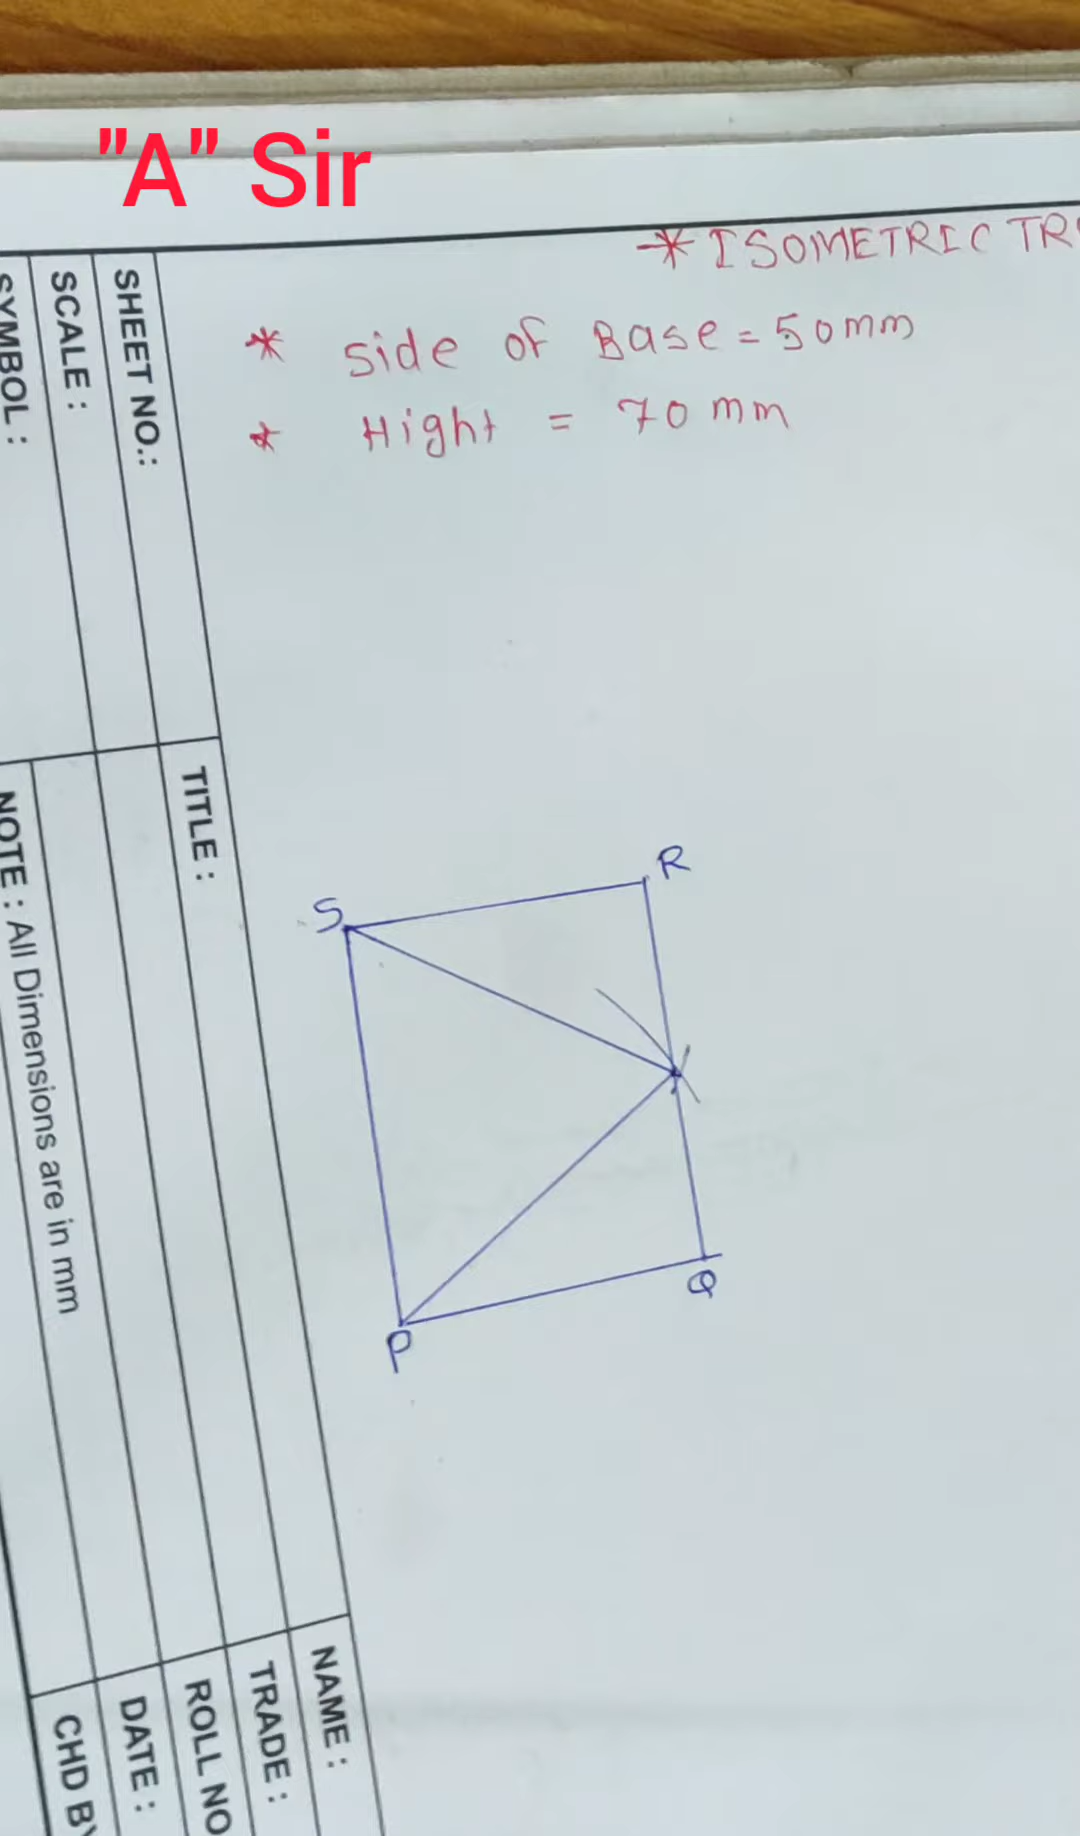 "A" Sir
* ISOMETRIC TR
* Side of Base = 50mm
* Hight = 70 mm
SHEET NO.:
SCALE :
SYMBOL :
TITLE :
NOTE : All Dimensions are in mm
R
S
Q
P
NAME :
TRADE :
ROLL NO
DATE :
CHD BY